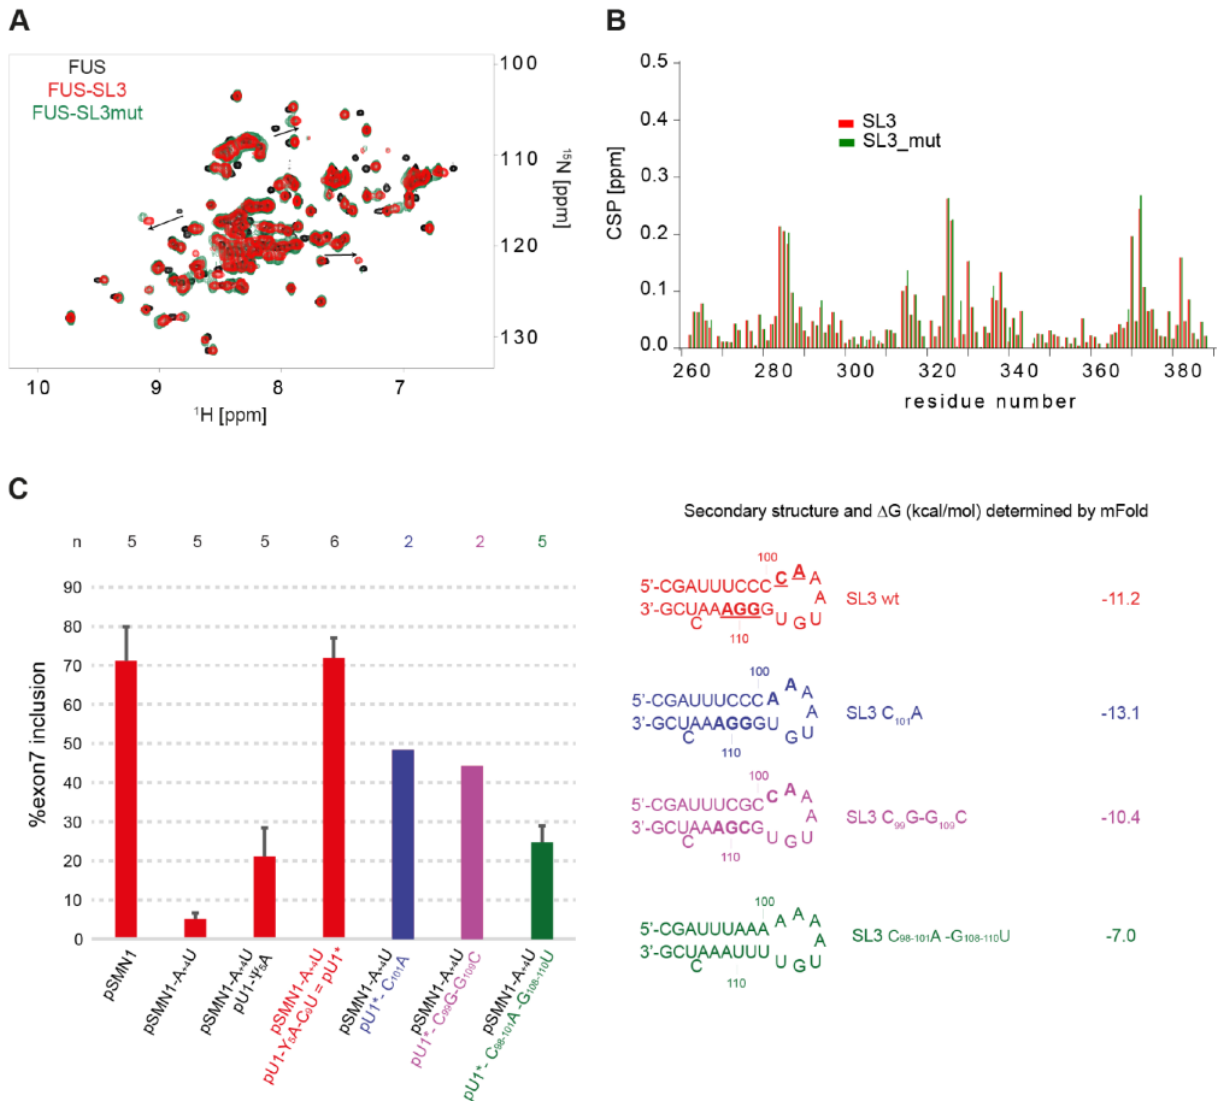 A
FUS
FUS-SL3
FUS-SL3mut
100
110
120
130
¹⁵N [ppm]
10 9 8 7
¹H [ppm]
B
0.5
0.4
0.3
0.2
0.1
0.0
CSP [ppm]
SL3
SL3_mut
260 280 300 320 340 360 380
residue number
C
n 5 5 5 6 2 2 5
90
80
70
60
50
40
30
20
10
0
%exon7 inclusion
pSMN1
pSMN1-A₊₄U
pSMN1-A₊₄U
pU1-Ψ₅A
pSMN1-A₊₄U
pU1-Y₅A-C₉U = pU1*
pSMN1-A₊₄U
pU1*- C₁₀₁A
pSMN1-A₊₄U
pU1*- C₉₉G-G₁₀₉C
pSMN1-A₊₄U
pU1*- C₉₈₋₁₀₁A -G₁₀₈₋₁₁₀U
Secondary structure and ΔG (kcal/mol) determined by mFold
100
5'-CGAUUUCCC C A A
A
3'-GCUAAAGGG U G U
C
110
SL3 wt -11.2
100
5'-CGAUUUCCC A A A
A
3'-GCUAAAGGGU G U
C
110
SL3 C₁₀₁A -13.1
100
5'-CGAUUUCGC C A A
A
3'-GCUAAAGCG U G U
C
110
SL3 C₉₉G-G₁₀₉C -10.4
100
5'-CGAUUUAAA A A A
A
3'-GCUAAAUUU U G U
C
110
SL3 C₉₈₋₁₀₁A -G₁₀₈₋₁₁₀U -7.0